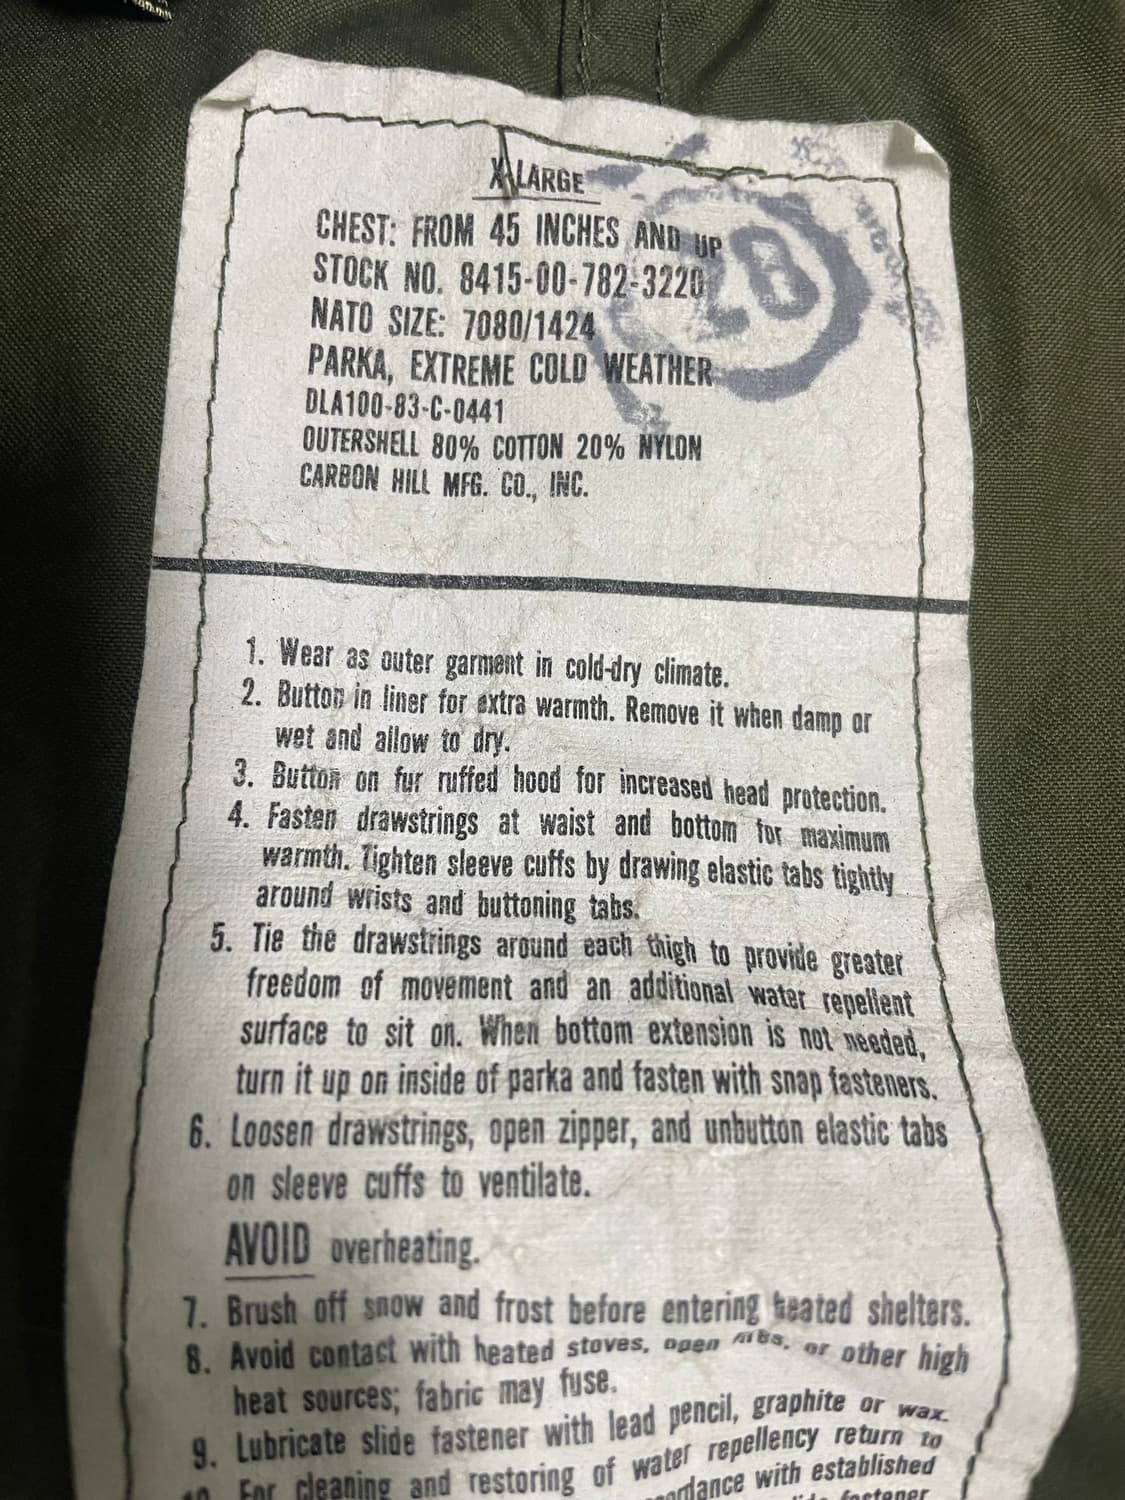 X-LARGE
CHEST: FROM 45 INCHES AND UP
STOCK NO. 8415-00-782-3220
NATO SIZE: 7080/1424
PARKA, EXTREME COLD WEATHER
DLA100-83-C-0441
OUTERSHELL 80% COTTON 20% NYLON
CARBON HILL MFG. CO., INC.
28
1. Wear as outer garment in cold-dry climate.
2. Button in liner for extra warmth. Remove it when damp or
wet and allow to dry.
3. Button on fur ruffed hood for increased head protection.
4. Fasten drawstrings at waist and bottom for maximum
warmth. Tighten sleeve cuffs by drawing elastic tabs tightly
around wrists and buttoning tabs.
5. Tie the drawstrings around each thigh to provide greater
freedom of movement and an additional water repellent
surface to sit on. When bottom extension is not needed,
turn it up on inside of parka and fasten with snap fasteners.
6. Loosen drawstrings, open zipper, and unbutton elastic tabs
on sleeve cuffs to ventilate.
AVOID overheating.
7. Brush off snow and frost before entering heated shelters.
8. Avoid contact with heated stoves, open fires, or other high
heat sources; fabric may fuse.
9. Lubricate slide fastener with lead pencil, graphite or wax.
10. For cleaning and restoring of water repellency return to
with established
fastener